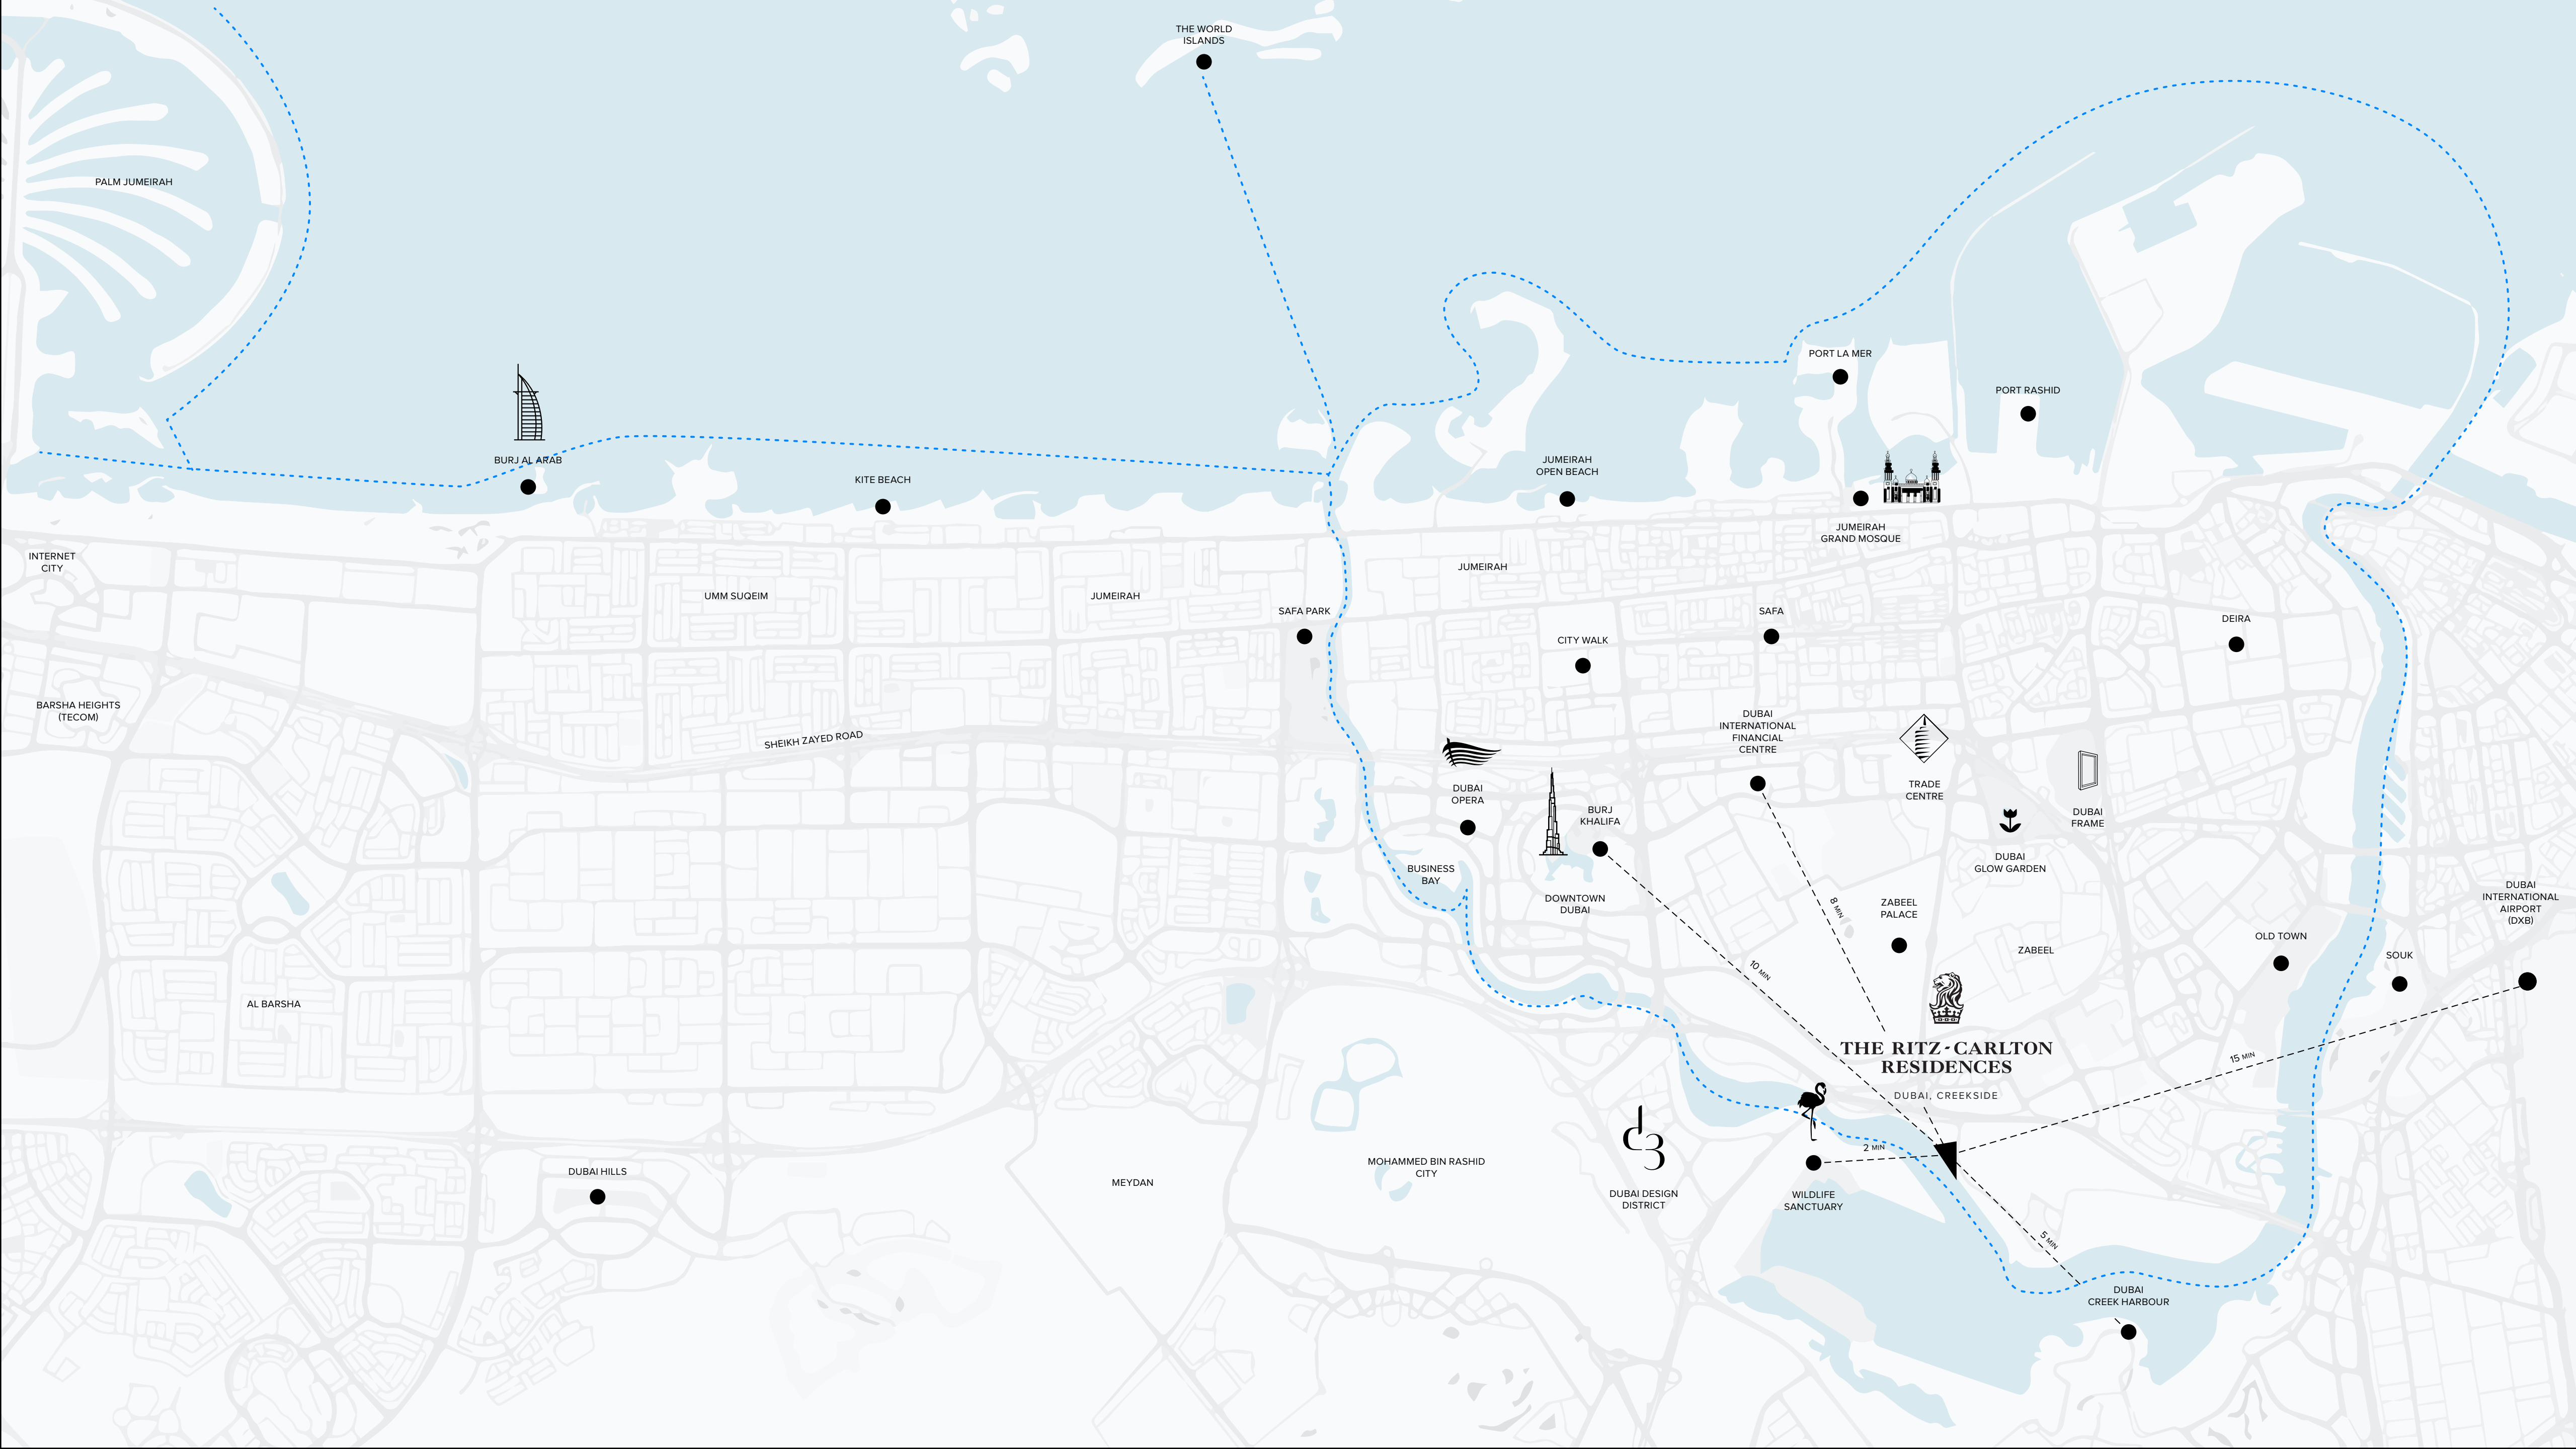 THE WORLD
ISLANDS
PALM JUMEIRAH
PORT LA MER
PORT RASHID
BURJ AL ARAB
KITE BEACH
JUMEIRAH
OPEN BEACH
JUMEIRAH
GRAND MOSQUE
INTERNET
CITY
UMM SUQEIM
JUMEIRAH
JUMEIRAH
SAFA PARK
SAFA
CITY WALK
DEIRA
BARSHA HEIGHTS
(TECOM)
SHEIKH ZAYED ROAD
DUBAI
INTERNATIONAL
FINANCIAL
CENTRE
DUBAI
OPERA
BURJ
KHALIFA
TRADE
CENTRE
DUBAI
FRAME
DUBAI
GLOW GARDEN
BUSINESS
BAY
DOWNTOWN
DUBAI
8 MIN
ZABEEL
PALACE
ZABEEL
OLD TOWN
SOUK
DUBAI
INTERNATIONAL
AIRPORT
(DXB)
10 MIN
AL BARSHA
THE RITZ-CARLTON
RESIDENCES
DUBAI, CREEKSIDE
15 MIN
2 MIN
d3
DUBAI DESIGN
DISTRICT
WILDLIFE
SANCTUARY
MOHAMMED BIN RASHID
CITY
MEYDAN
DUBAI HILLS
5 MIN
DUBAI
CREEK HARBOUR